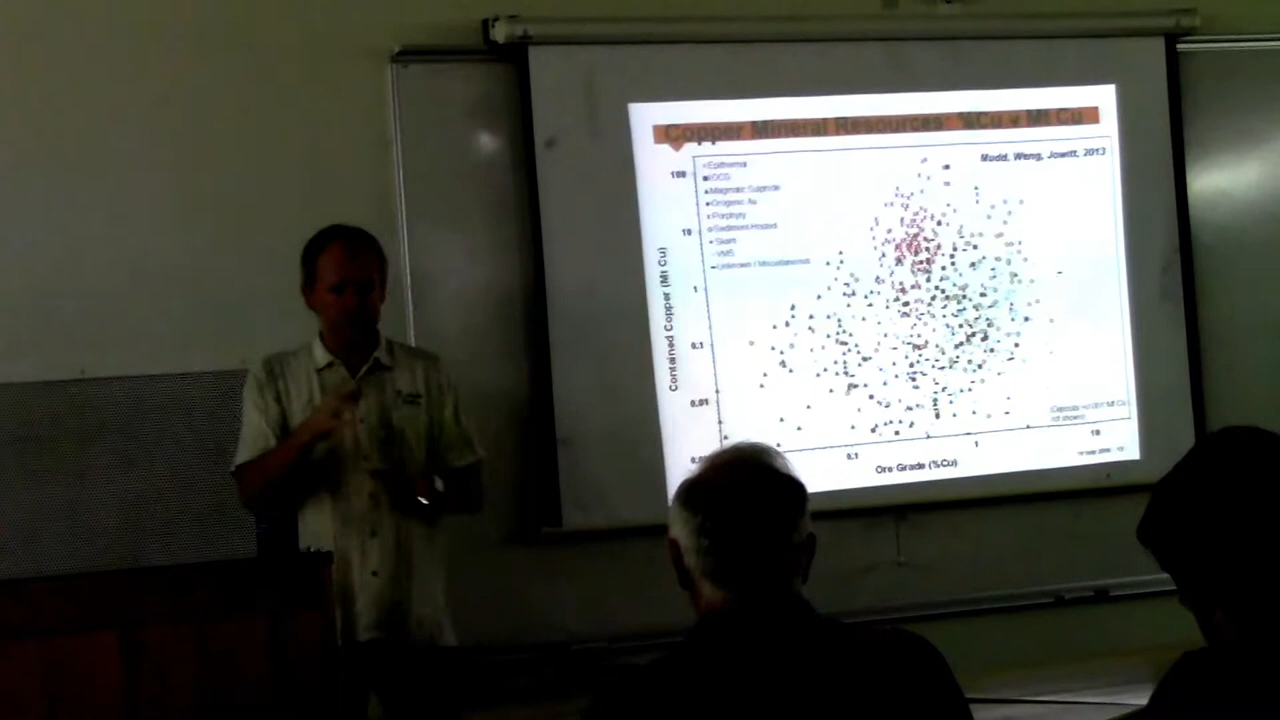 Copper Mineral Resources: %Cu v Mt Cu
Mudd, Weng, Jowitt, 2013
Epithermal
IOCG
Magmatic Sulphide
Orogenic Au
Porphyry
Sediment-Hosted
Skarn
VMS
Unknown / Miscellaneous
100
10
1
0.1
0.01
Contained Copper (Mt Cu)
0.1
1
10
Ore Grade (%Cu)
not shown)